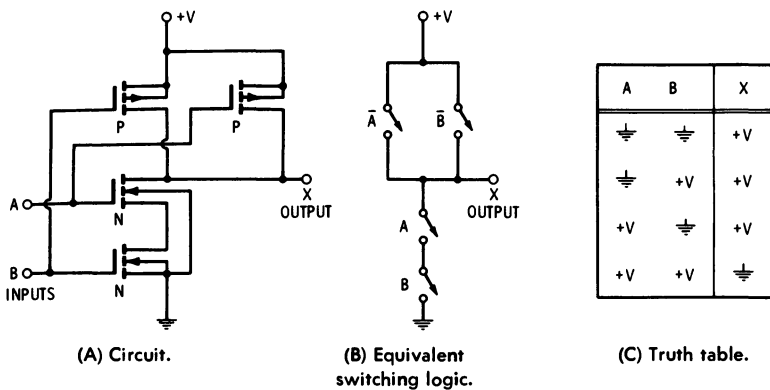 +V
P
P
A
N
X
OUTPUT
B
INPUTS
N
(A) Circuit.
+V
A̅
B̅
X
OUTPUT
A
B
(B) Equivalent
switching logic.
A B X
+V
+V +V
+V +V
+V +V
(C) Truth table.